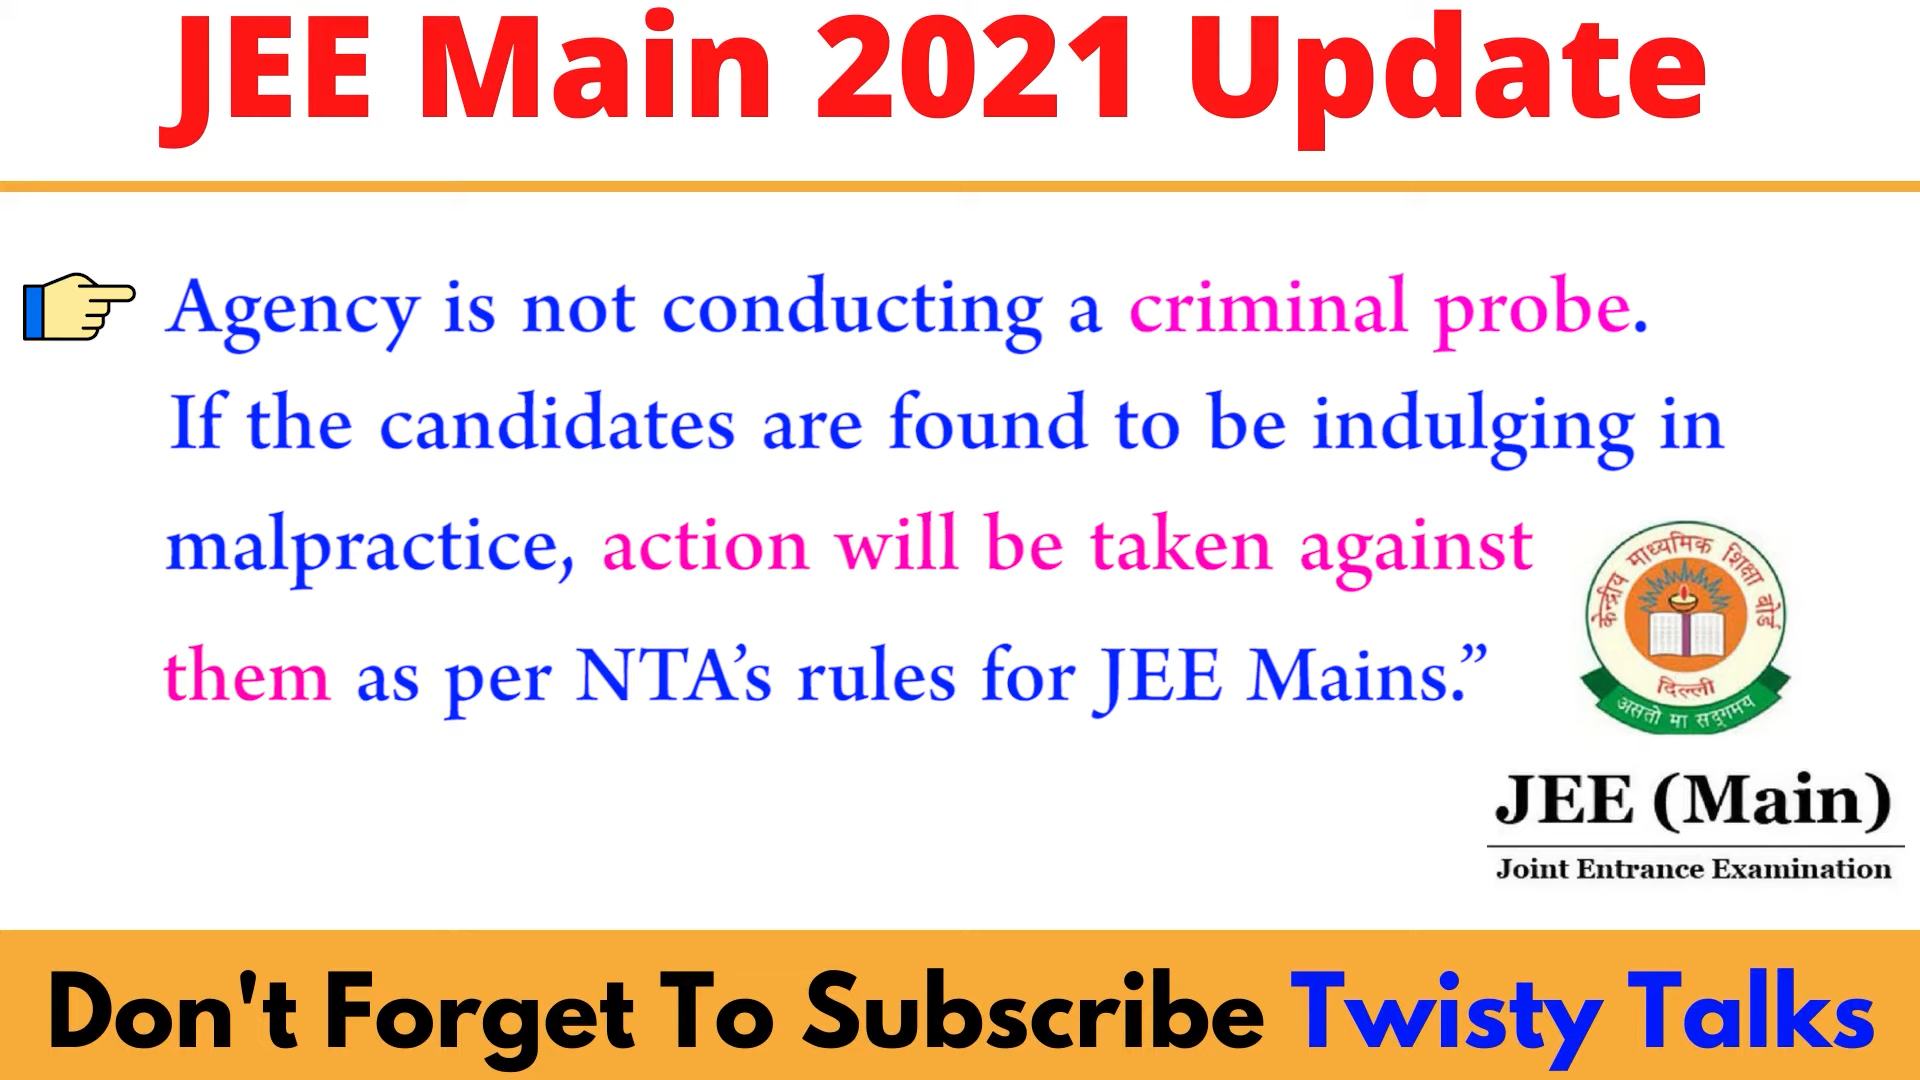 JEE Main 2021 Update
Agency is not conducting a criminal probe.
If the candidates are found to be indulging in
malpractice, action will be taken against
them as per NTA’s rules for JEE Mains.”
केन्द्रीय माध्यमिक शिक्षा बोर्ड
दिल्ली
असतो मा सद्गमय
JEE (Main)
Joint Entrance Examination
Don't Forget To Subscribe Twisty Talks